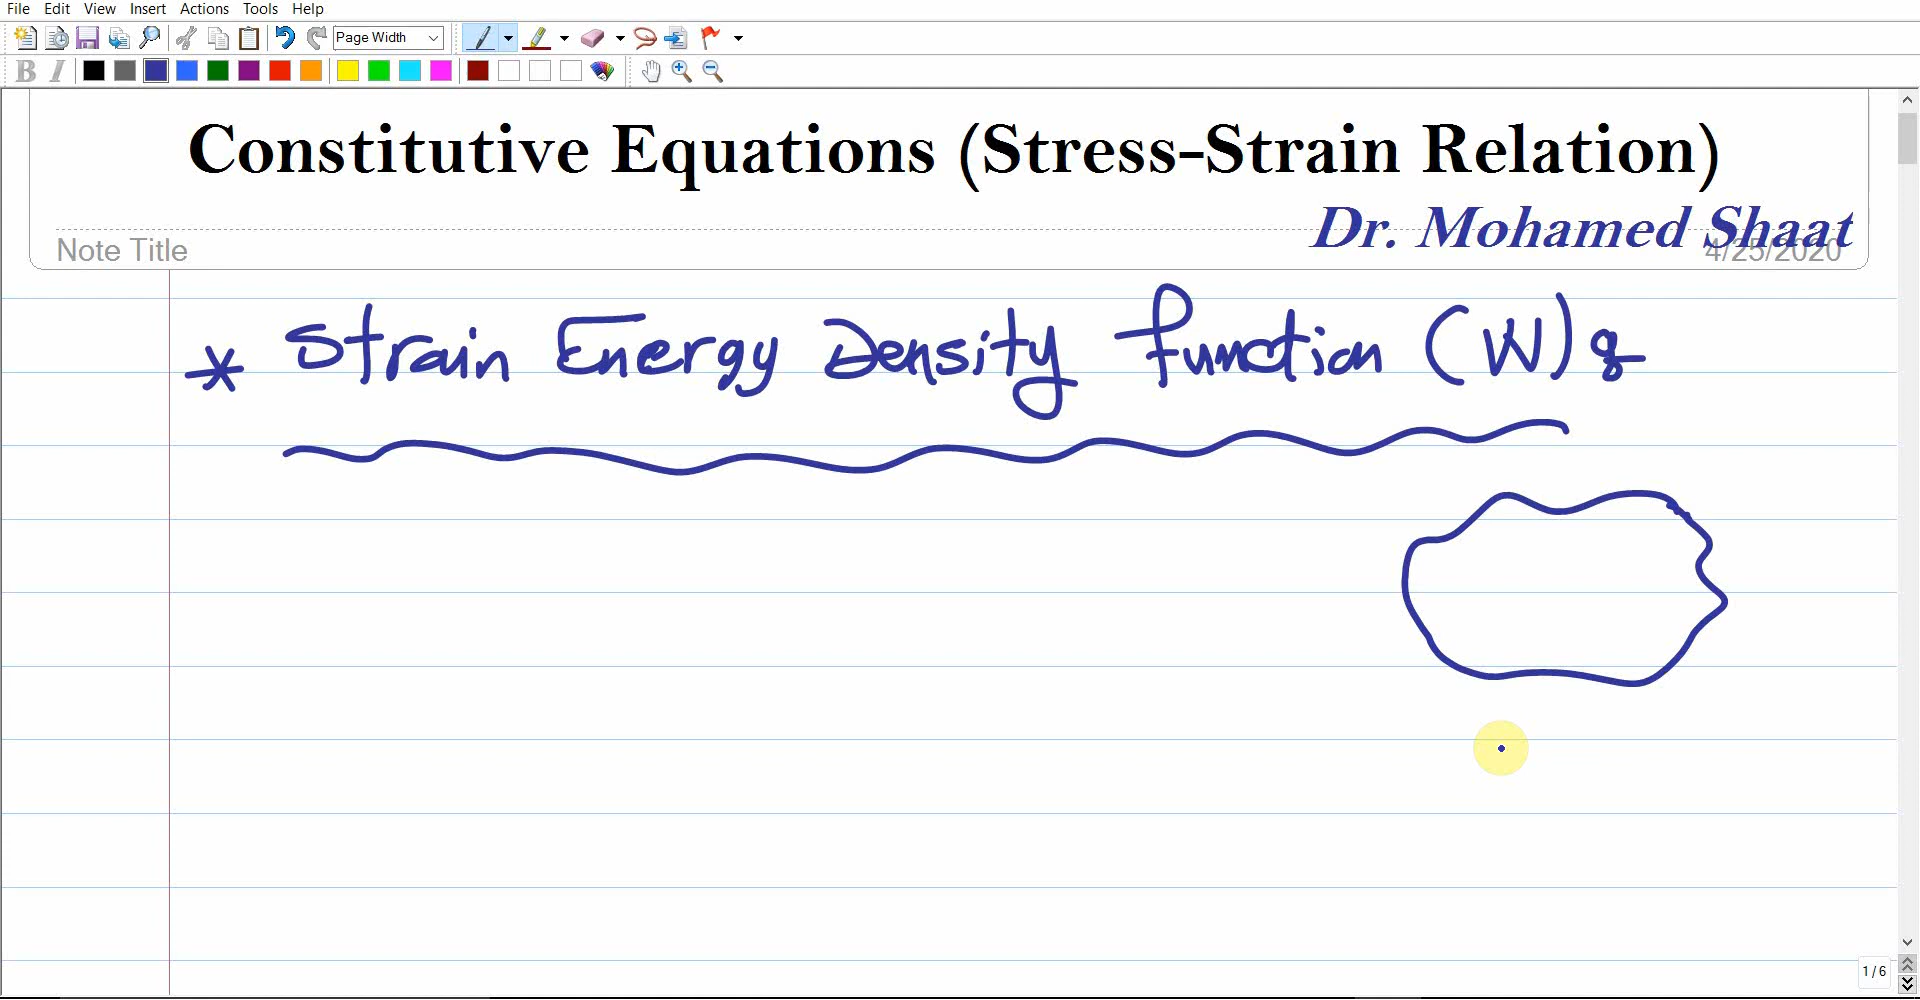 File Edit View Insert Actions Tools Help
Page Width
B I
Constitutive Equations (Stress-Strain Relation)
Dr. Mohamed Shaat
Note Title 4/25/2020
* Strain Energy Density function (W) :
1 / 6